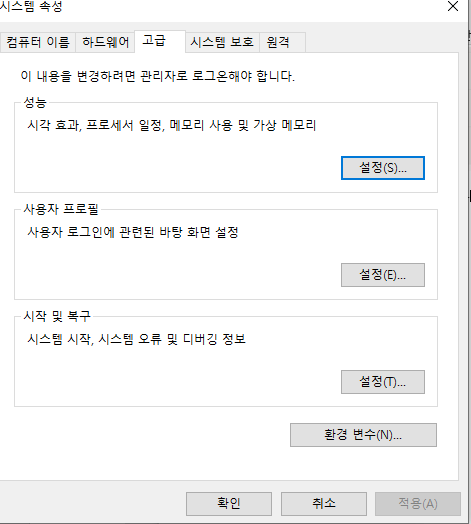 시스템 속성
컴퓨터 이름 하드웨어 고급 시스템 보호 원격
이 내용을 변경하려면 관리자로 로그온해야 합니다.
성능
시각 효과, 프로세서 일정, 메모리 사용 및 가상 메모리
설정(S)...
사용자 프로필
사용자 로그인에 관련된 바탕 화면 설정
설정(E)...
시작 및 복구
시스템 시작, 시스템 오류 및 디버깅 정보
설정(T)...
환경 변수(N)...
확인 취소 적용(A)